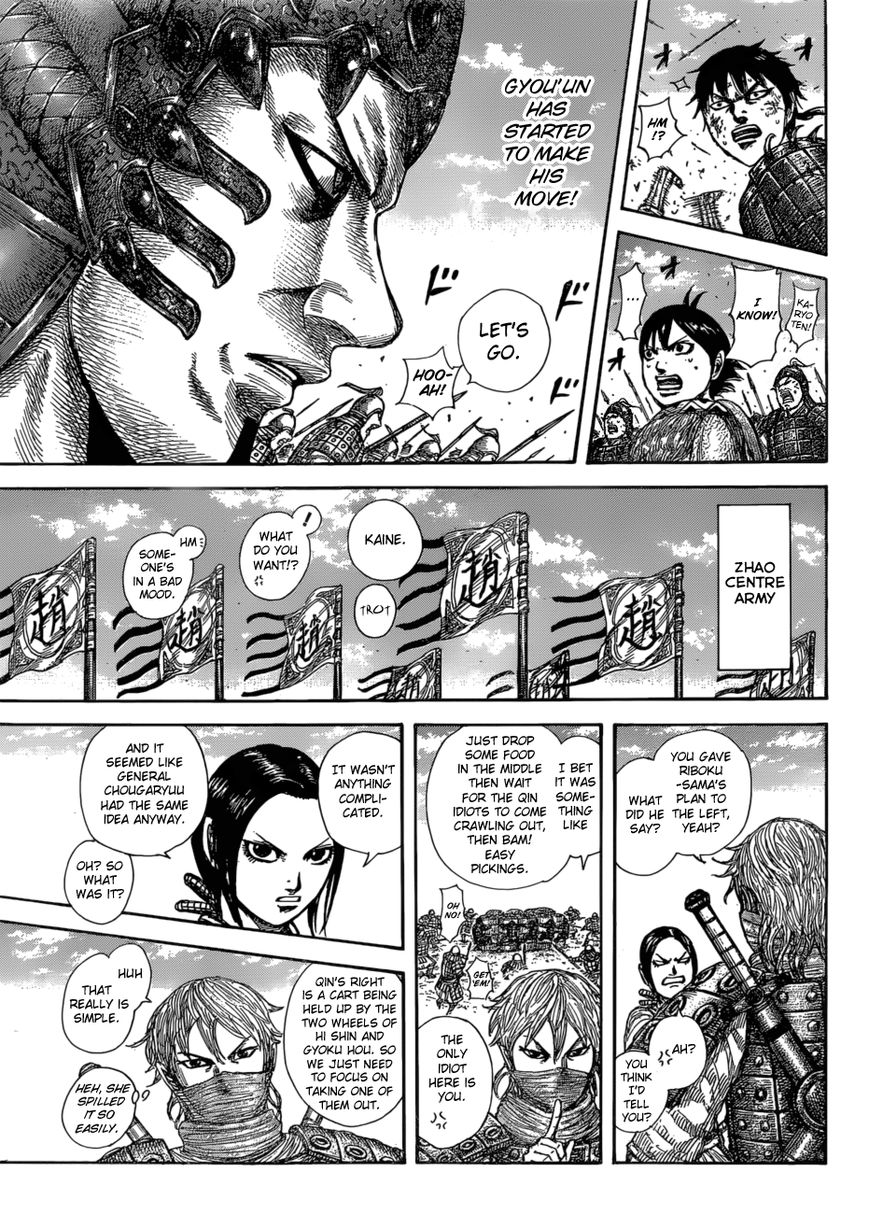 HM
!?
KA-
RYO
TEN!
I
KNOW!
...
GYOU'UN
HAS
STARTED
TO MAKE
HIS
MOVE!
LET'S
GO.
HOO-
AH!
ドドド
ZHAO
CENTRE
ARMY
KAINE.
TROT
!
WHAT
DO YOU
WANT!?
HM
SOME-
ONE'S
IN A BAD
MOOD.
趙
趙
趙
趙
趙
YOU GAVE
RIBOKU
-SAMA'S
PLAN TO
THE LEFT,
YEAH?
WHAT
DID HE
SAY?
AH?
YOU
THINK
I'D
TELL
YOU?
I BET
IT WAS
SOME-
THING
LIKE
JUST DROP
SOME FOOD
IN THE MIDDLE
THEN WAIT
FOR THE QIN
IDIOTS TO COME
CRAWLING OUT,
THEN BAM!
EASY
PICKINGS.
OH
NO!
GET
'EM!
THE
ONLY
IDIOT
HERE IS
YOU.
IT WASN'T
ANYTHING
COMPLI-
CATED.
AND IT
SEEMED LIKE
GENERAL
CHOUGARYUU
HAD THE SAME
IDEA ANYWAY.
OH? SO
WHAT
WAS IT?
QIN'S RIGHT
IS A CART BEING
HELD UP BY THE
TWO WHEELS OF
HI SHIN AND
GYOKU HOU. SO
WE JUST NEED
TO FOCUS ON
TAKING ONE OF
THEM OUT.
HUH
THAT
REALLY IS
SIMPLE.
HEH, SHE
SPILLED
IT SO
EASILY.